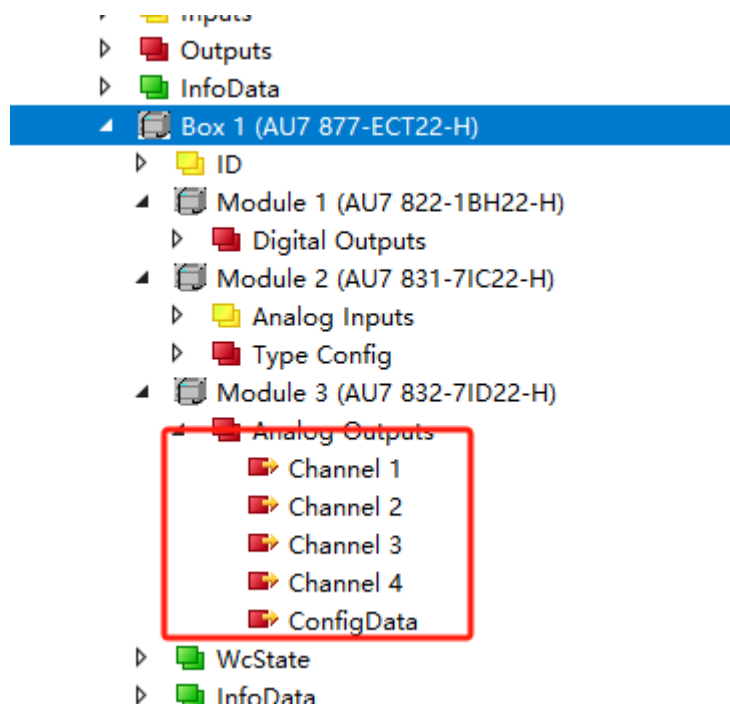 Inputs
Outputs
InfoData
Box 1 (AU7 877-ECT22-H)
ID
Module 1 (AU7 822-1BH22-H)
Digital Outputs
Module 2 (AU7 831-7IC22-H)
Analog Inputs
Type Config
Module 3 (AU7 832-7ID22-H)
Analog Outputs
Channel 1
Channel 2
Channel 3
Channel 4
ConfigData
WcState
InfoData